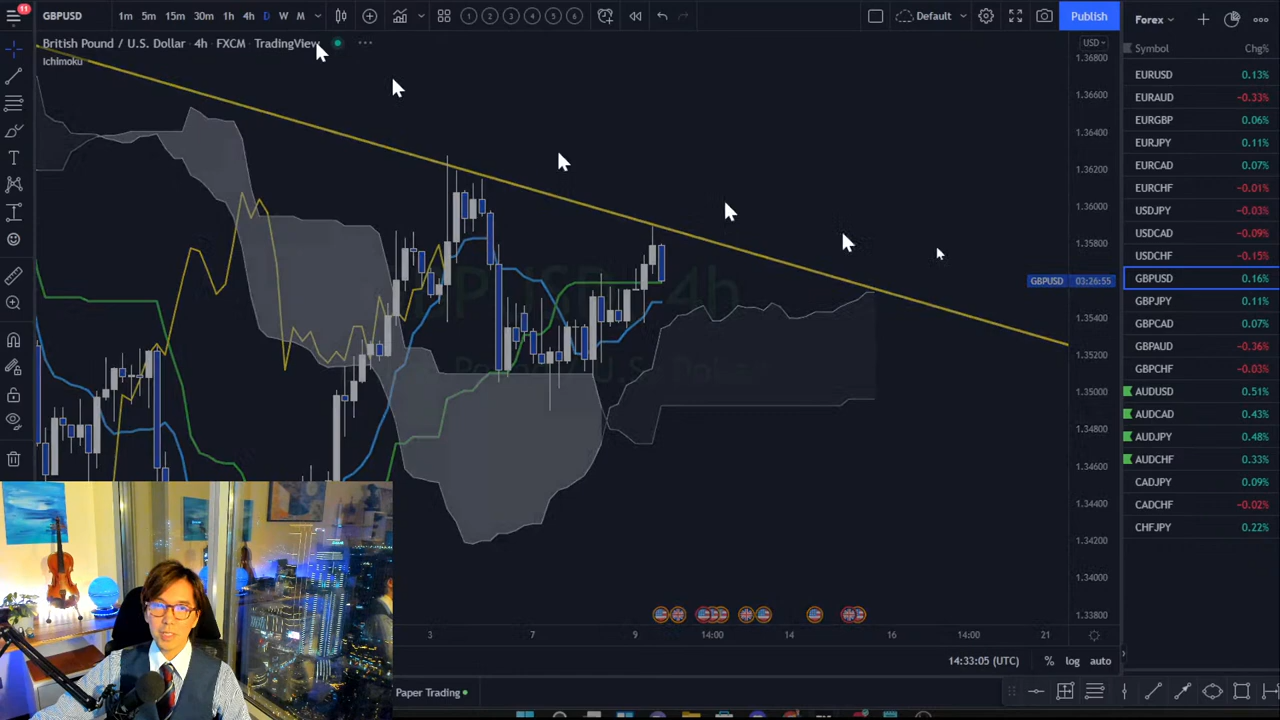 11
GBPUSD 1m 5m 15m 30m 1h 4h D W M 1 2 3 4 5 6 Default Publish
British Pound / U.S. Dollar · 4h · FXCM · TradingView
Ichimoku
USD
1.36800
1.36600
1.36400
1.36200
1.36000
1.35800
GBPUSD 03:26:55
1.35400
1.35200
1.35000
1.34800
1.34600
1.34400
1.34200
1.34000
1.33800
3 7 9 14:00 14 16 14:00 21
14:33:05 (UTC) % log auto
Paper Trading
Forex
Symbol Chg%
EURUSD 0.13%
EURAUD −0.33%
EURGBP 0.06%
EURJPY 0.11%
EURCAD 0.07%
EURCHF −0.01%
USDJPY −0.03%
USDCAD −0.09%
USDCHF −0.15%
GBPUSD 0.16%
GBPJPY 0.11%
GBPCAD 0.07%
GBPAUD −0.36%
GBPCHF −0.03%
AUDUSD 0.51%
AUDCAD 0.43%
AUDJPY 0.48%
AUDCHF 0.33%
CADJPY 0.09%
CADCHF −0.02%
CHFJPY 0.22%